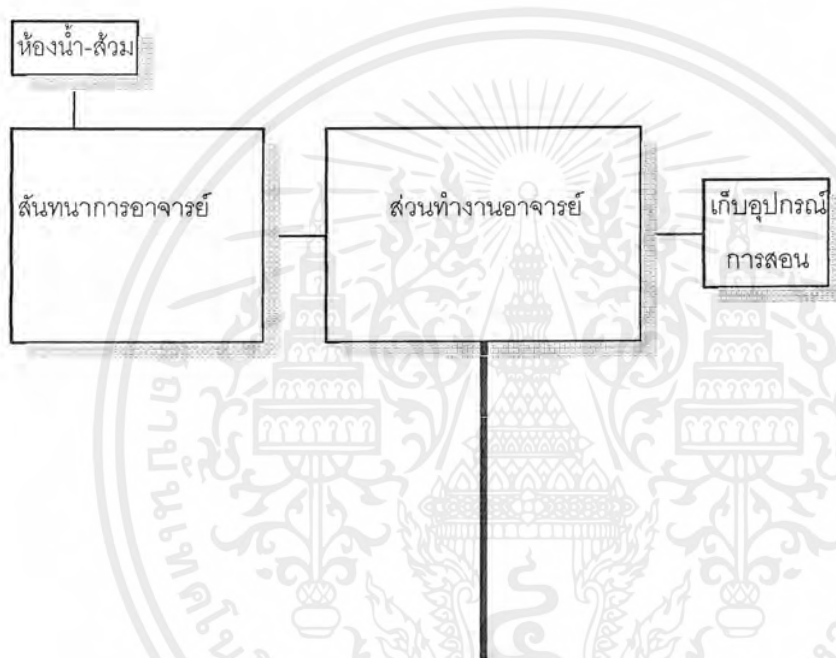 ห้องน้ำ-ส้วม
สันทนาการอาจารย์
ส่วนทำงานอาจารย์
เก็บอุปกรณ์
การสอน